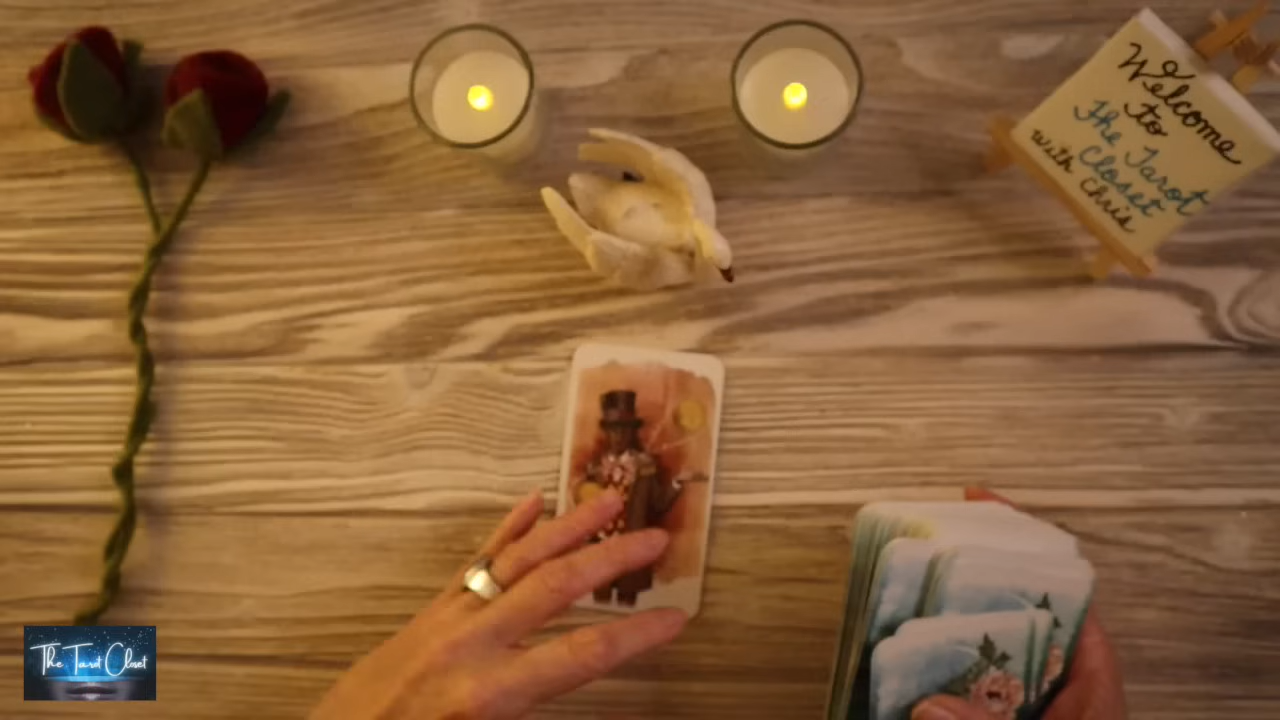 Welcome
to
The Tarot
Closet
with Chris
The Tarot Closet